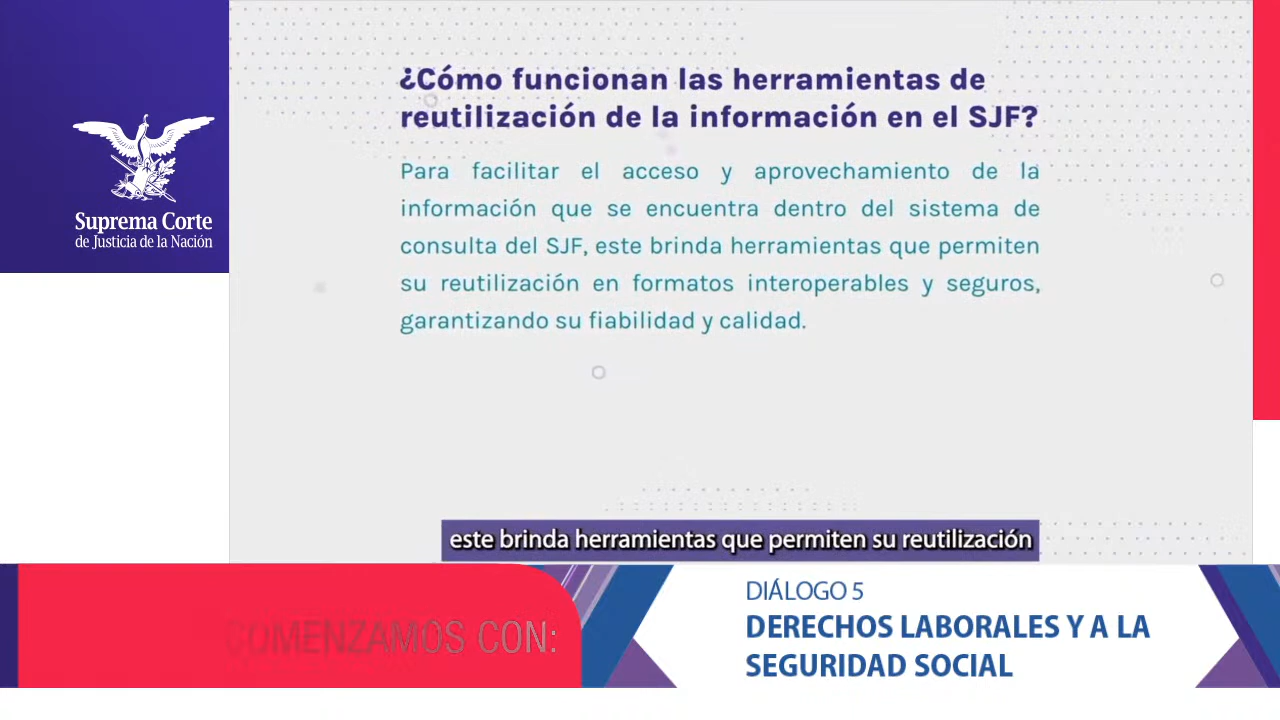 Suprema Corte
de Justicia de la Nación
¿Cómo funcionan las herramientas de
reutilización de la información en el SJF?
Para facilitar el acceso y aprovechamiento de la
información que se encuentra dentro del sistema de
consulta del SJF, este brinda herramientas que permiten
su reutilización en formatos interoperables y seguros,
garantizando su fiabilidad y calidad.
este brinda herramientas que permiten su reutilización
COMENZAMOS CON:
DIÁLOGO 5
DERECHOS LABORALES Y A LA
SEGURIDAD SOCIAL